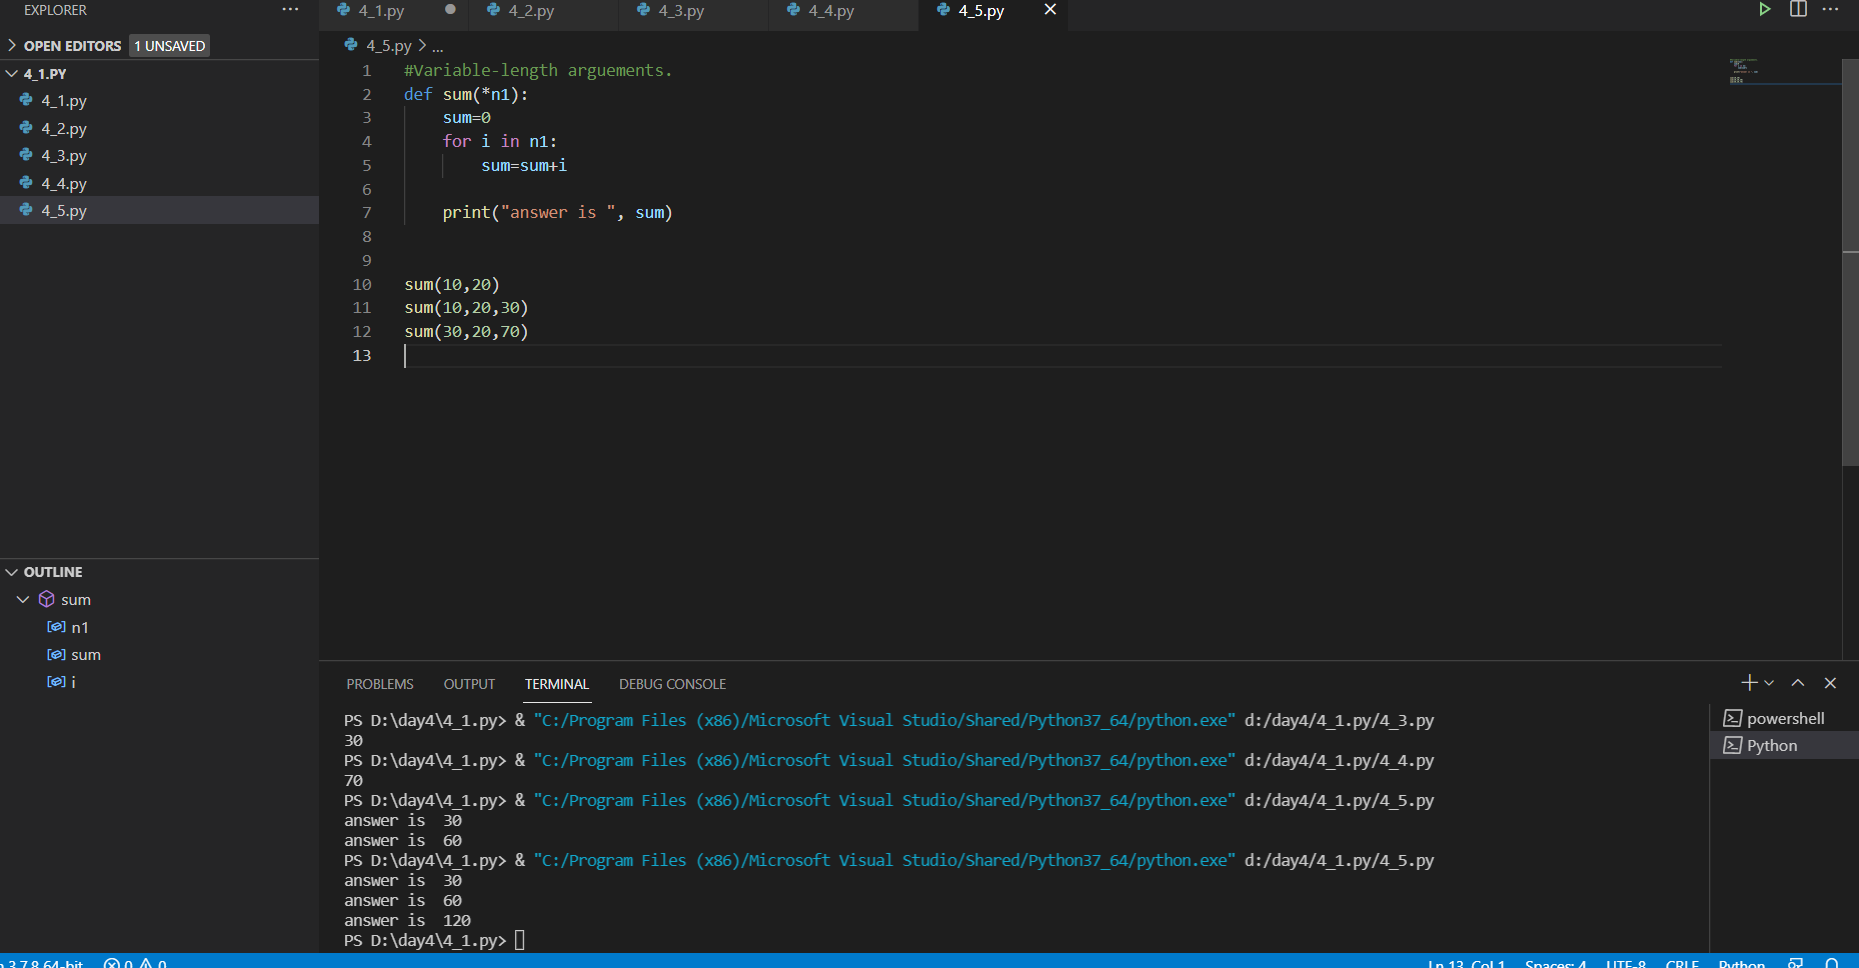 EXPLORER ...
4_1.py 4_2.py 4_3.py 4_4.py 4_5.py
OPEN EDITORS 1 UNSAVED
4_1.PY
4_1.py
4_2.py
4_3.py
4_4.py
4_5.py
OUTLINE
sum
n1
sum
i
4_5.py > ...
1 #Variable-length arguements.
2 def sum(*n1):
3     sum=0
4     for i in n1:
5         sum=sum+i
6
7     print("answer is ", sum)
8
9
10 sum(10,20)
11 sum(10,20,30)
12 sum(30,20,70)
13
PROBLEMS OUTPUT TERMINAL DEBUG CONSOLE
PS D:\day4\4_1.py> & "C:/Program Files (x86)/Microsoft Visual Studio/Shared/Python37_64/python.exe" d:/day4/4_1.py/4_3.py
30
PS D:\day4\4_1.py> & "C:/Program Files (x86)/Microsoft Visual Studio/Shared/Python37_64/python.exe" d:/day4/4_1.py/4_4.py
70
PS D:\day4\4_1.py> & "C:/Program Files (x86)/Microsoft Visual Studio/Shared/Python37_64/python.exe" d:/day4/4_1.py/4_5.py
answer is  30
answer is  60
PS D:\day4\4_1.py> & "C:/Program Files (x86)/Microsoft Visual Studio/Shared/Python37_64/python.exe" d:/day4/4_1.py/4_5.py
answer is  30
answer is  60
answer is  120
PS D:\day4\4_1.py>
powershell
Python
3.7.8 64-bit 0 0 Ln 13, Col 1 Spaces: 4 UTF-8 CRLF Python